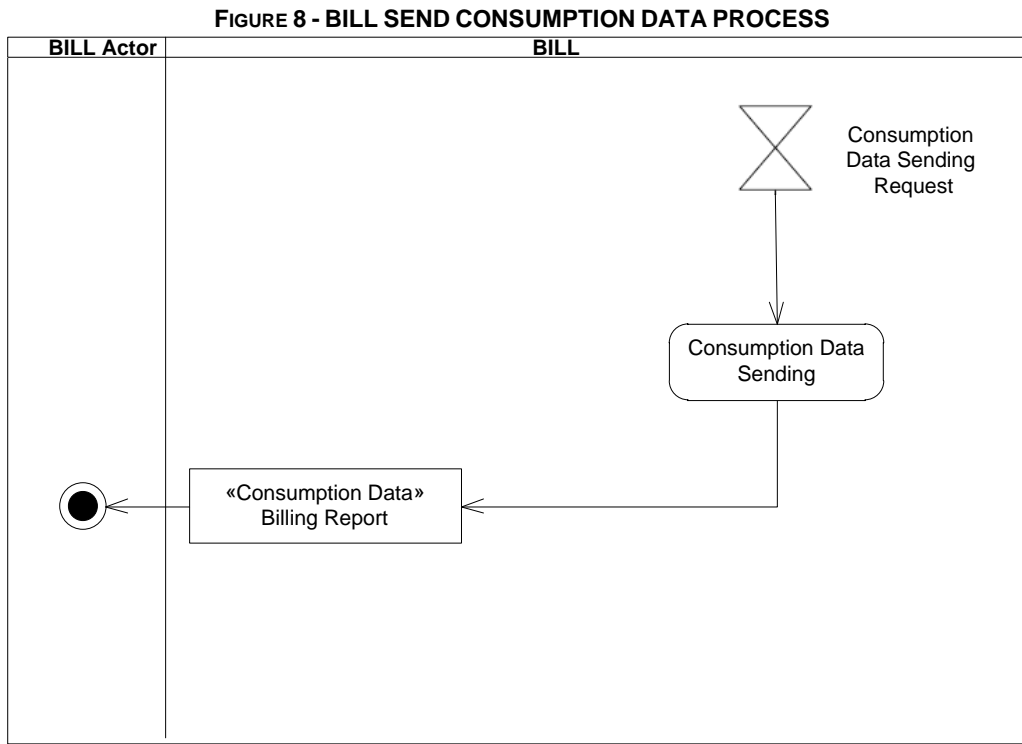 FIGURE 8 - BILL SEND CONSUMPTION DATA PROCESS
BILL Actor
BILL
Consumption
Data Sending
Request
Consumption Data
Sending
«Consumption Data»
Billing Report